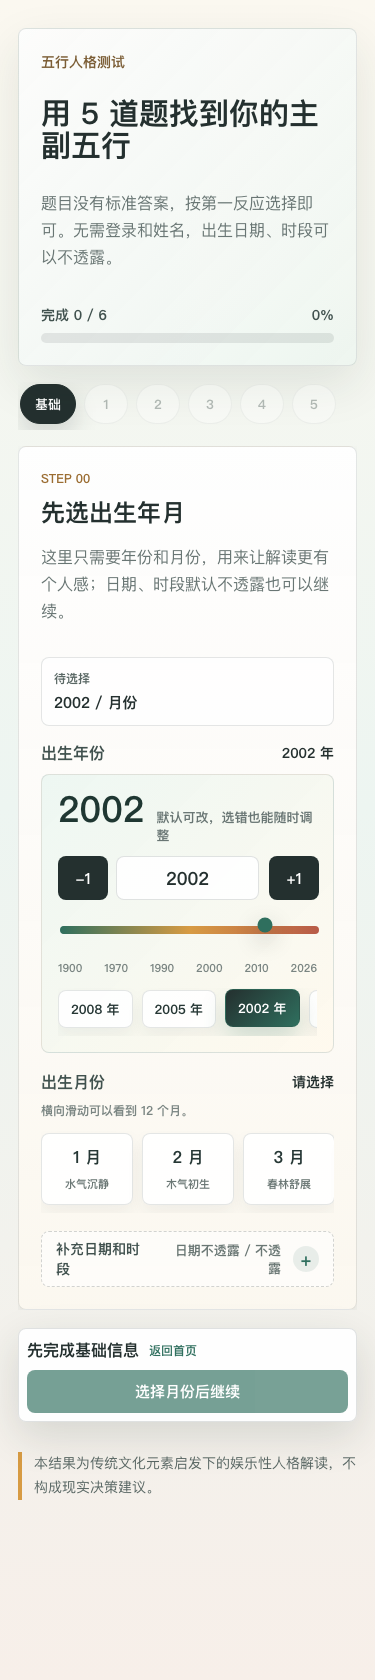 五行人格测试
用 5 道题找到你的主
副五行
题目没有标准答案，按第一反应选择即
可。无需登录和姓名，出生日期、时段可
以不透露。
完成 0 / 6 0%
基础 1 2 3 4 5
STEP 00
先选出生年月
这里只需要年份和月份，用来让解读更有
个人感；日期、时段默认不透露也可以继
续。
待选择
2002 / 月份
出生年份 2002 年
2002 默认可改，选错也能随时调
整
−1 2002 +1
1900 1970 1990 2000 2010 2026
2008 年 2005 年 2002 年
出生月份 请选择
横向滑动可以看到 12 个月。
1 月 2 月 3 月
水气沉静 木气初生 春林舒展
补充日期和时 日期不透露 / 不透
段 露 +
先完成基础信息 返回首页
选择月份后继续
本结果为传统文化元素启发下的娱乐性人格解读，不
构成现实决策建议。